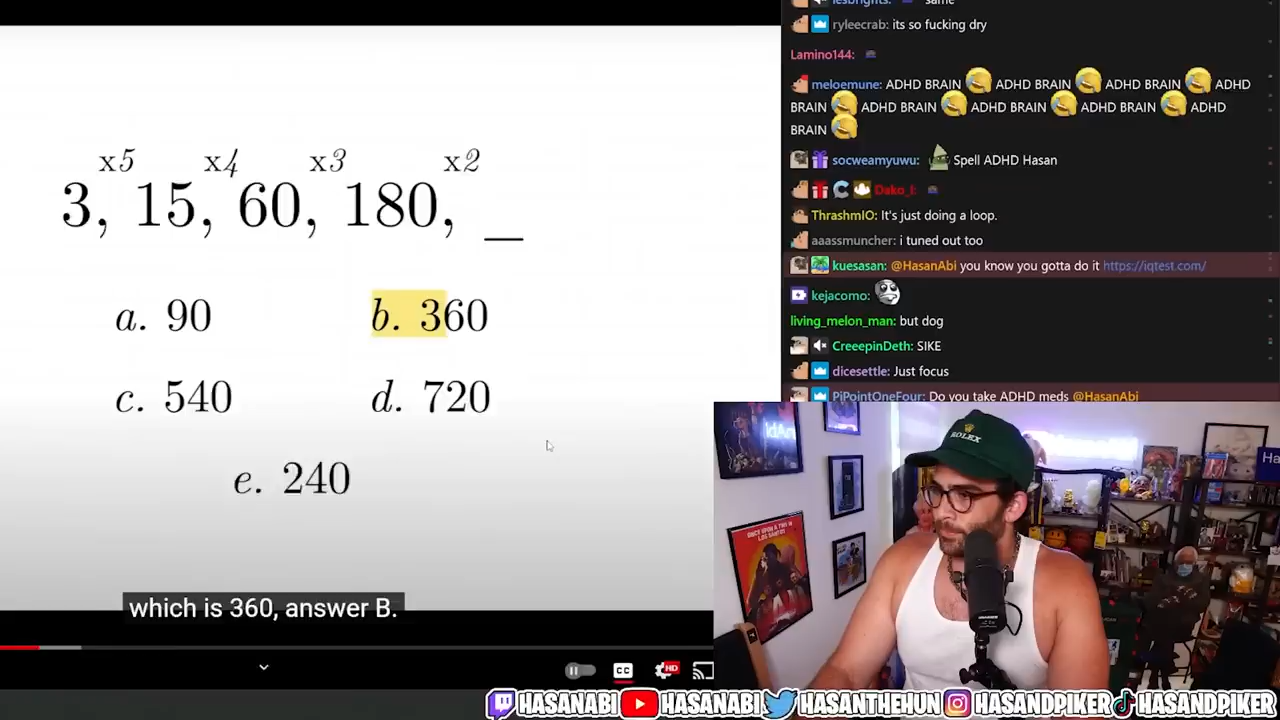 x5 x4 x3 x2
3, 15, 60, 180, _
a. 90
b. 360
c. 540
d. 720
e. 240
which is 360, answer B.
CC
HD
same
ryleecrab: its so fucking dry
Lamino144:
meloemune: ADHD BRAIN ADHD BRAIN ADHD BRAIN ADHD
BRAIN ADHD BRAIN ADHD BRAIN ADHD BRAIN ADHD
BRAIN
socweamyuwu: Spell ADHD Hasan
Dako_I:
ThrashmIO: It's just doing a loop.
aaassmuncher: i tuned out too
kuesasan: @HasanAbi you know you gotta do it https://iqtest.com/
kejacomo:
living_melon_man: but dog
CreeepinDeth: SIKE
dicesettle: Just focus
PiPointOneFour: Do you take ADHD meds @HasanAbi
ROLEX
Ha
HASANABI HASANABI HASANTHEHUN HASANDPIKER HASANDPIKER